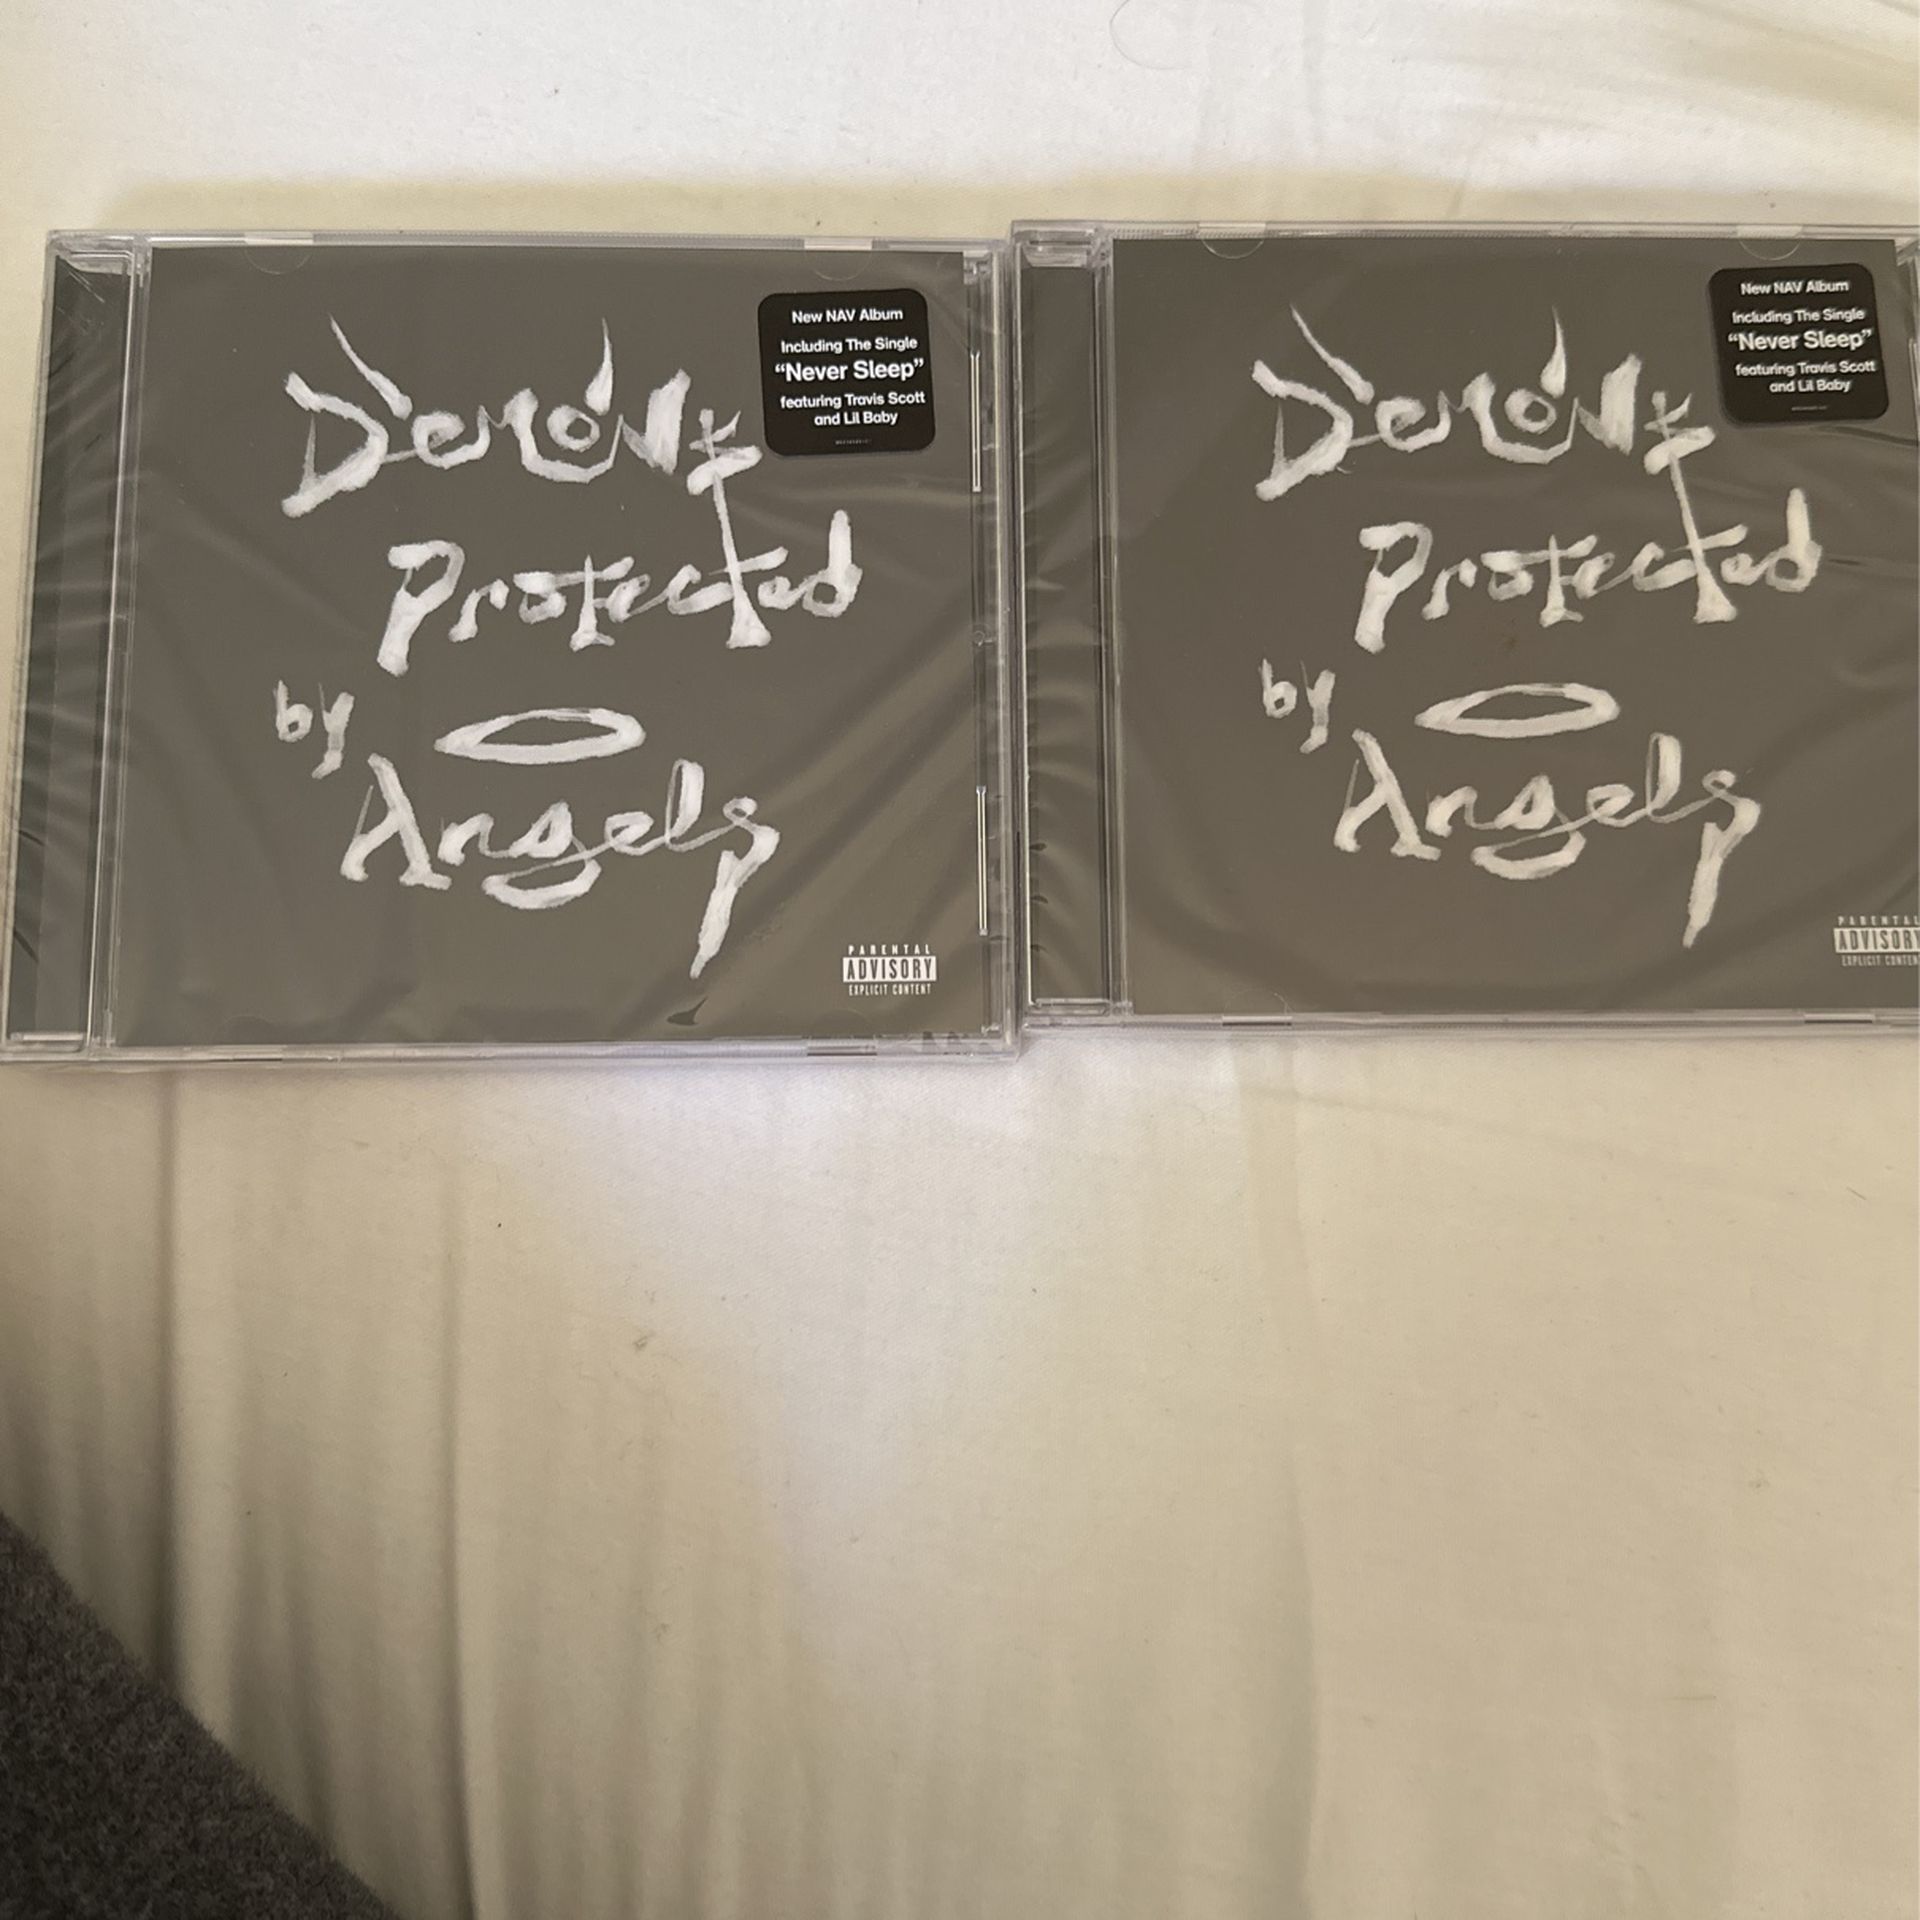 New NAV Album
Including The Single
“Never Sleep”
featuring Travis Scott
and Lil Baby
Demons
Protected
by
Angels
PARENTAL
ADVISORY
EXPLICIT CONTENT
New NAV Album
Including The Single
“Never Sleep”
featuring Travis Scott
and Lil Baby
Demons
Protected
by
Angels
PARENTAL
ADVISORY
EXPLICIT CONTENT